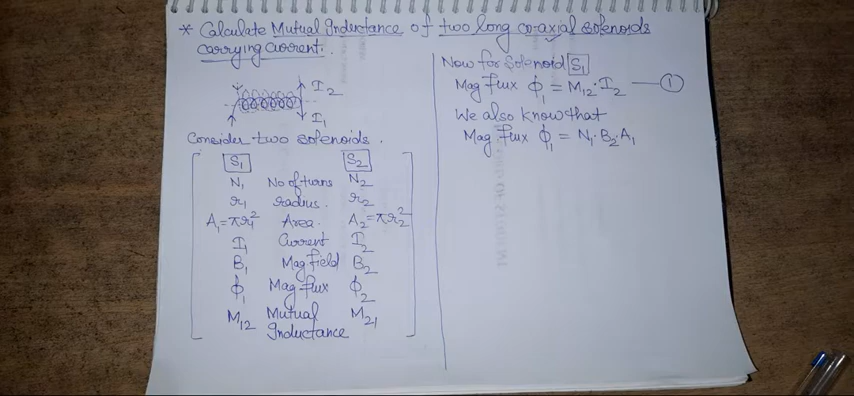 * Calculate Mutual Inductance of two long co-axial solenoids
carrying current.
I2
I1
Consider two solenoids.
S1 S2
N1 No of turns N2
r1 radius. r2
A1=πr1² Area. A2=πr2²
I1 Current I2
B1 Mag field B2
ϕ1 Mag flux ϕ2
M12 Mutual Inductance M21
Now for Solenoid S1
Mag flux ϕ1 = M12·I2 —①
We also know that
Mag flux ϕ1 = N1·B2·A1